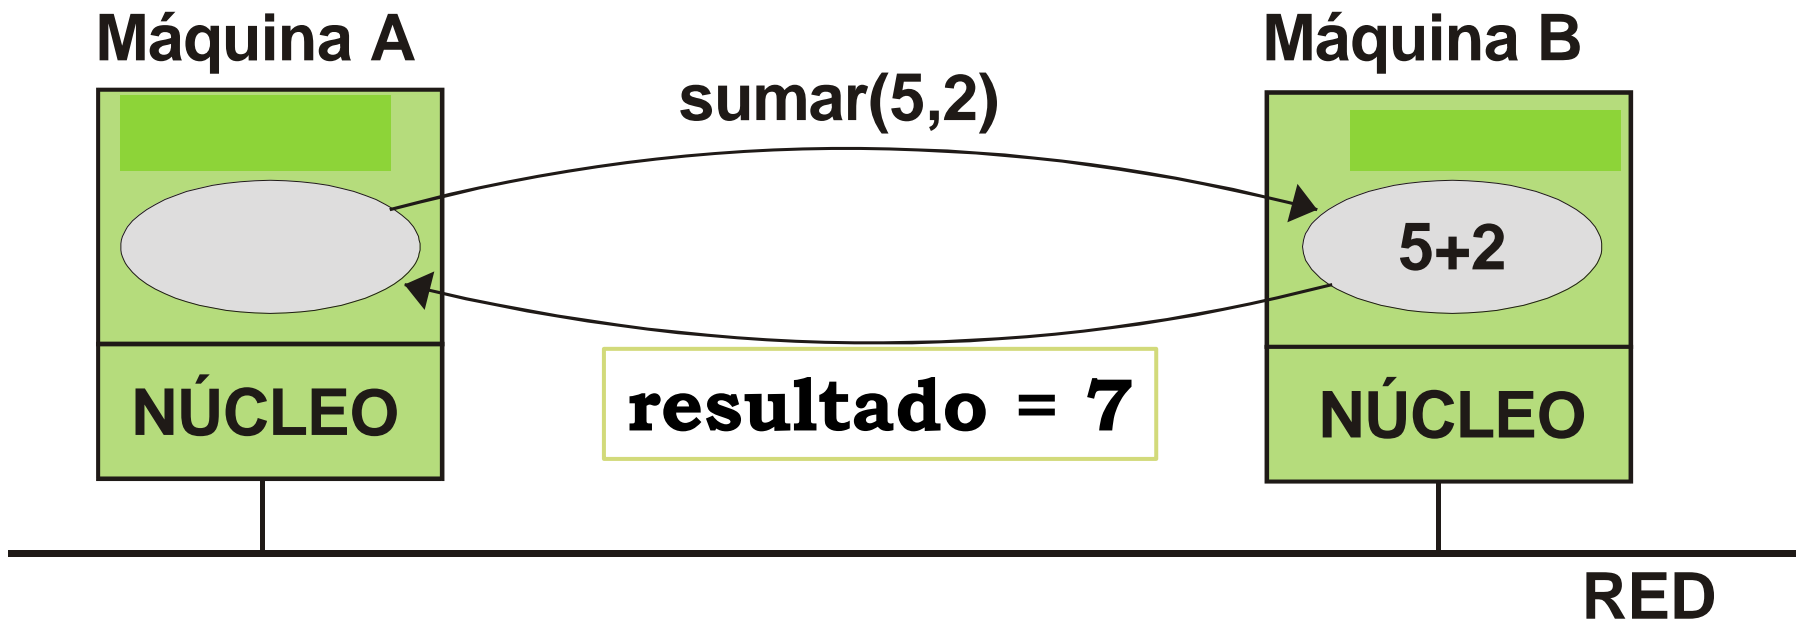 Máquina A
Máquina B
sumar(5,2)
5+2
resultado = 7
NÚCLEO
NÚCLEO
RED